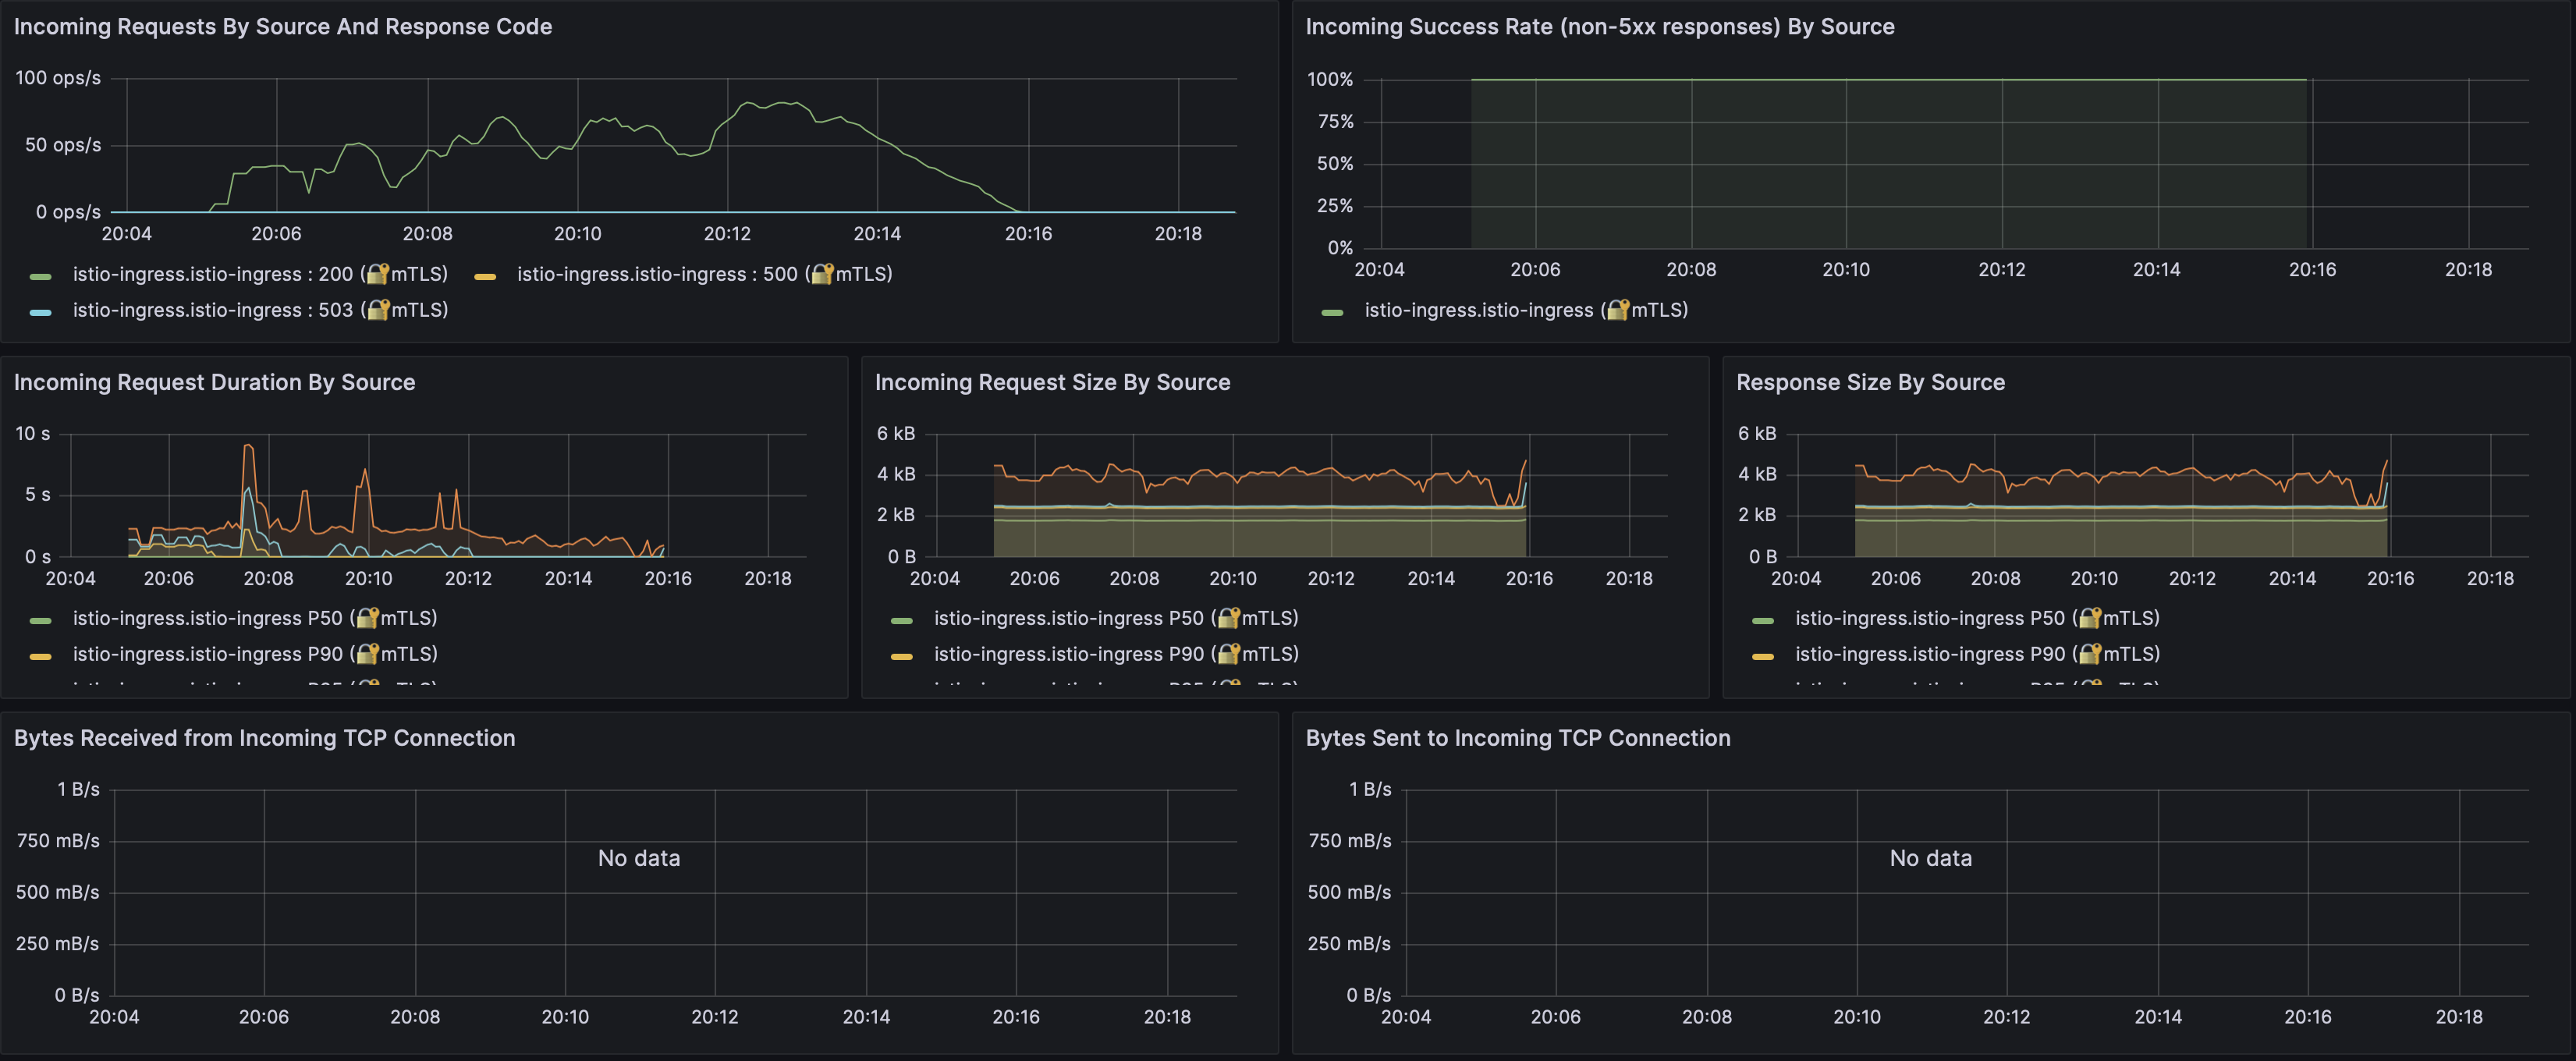 Incoming Requests By Source And Response Code
100 ops/s
50 ops/s
0 ops/s
20:04 20:06 20:08 20:10 20:12 20:14 20:16 20:18
istio-ingress.istio-ingress : 200 (🔐mTLS) istio-ingress.istio-ingress : 500 (🔐mTLS)
istio-ingress.istio-ingress : 503 (🔐mTLS)
Incoming Success Rate (non-5xx responses) By Source
100%
75%
50%
25%
0%
20:04 20:06 20:08 20:10 20:12 20:14 20:16 20:18
istio-ingress.istio-ingress (🔐mTLS)
Incoming Request Duration By Source
10 s
5 s
0 s
20:04 20:06 20:08 20:10 20:12 20:14 20:16 20:18
istio-ingress.istio-ingress P50 (🔐mTLS)
istio-ingress.istio-ingress P90 (🔐mTLS)
Incoming Request Size By Source
6 kB
4 kB
2 kB
0 B
20:04 20:06 20:08 20:10 20:12 20:14 20:16 20:18
istio-ingress.istio-ingress P50 (🔐mTLS)
istio-ingress.istio-ingress P90 (🔐mTLS)
Response Size By Source
6 kB
4 kB
2 kB
0 B
20:04 20:06 20:08 20:10 20:12 20:14 20:16 20:18
istio-ingress.istio-ingress P50 (🔐mTLS)
istio-ingress.istio-ingress P90 (🔐mTLS)
Bytes Received from Incoming TCP Connection
1 B/s
750 mB/s
500 mB/s
250 mB/s
0 B/s
No data
20:04 20:06 20:08 20:10 20:12 20:14 20:16 20:18
Bytes Sent to Incoming TCP Connection
1 B/s
750 mB/s
500 mB/s
250 mB/s
0 B/s
No data
20:04 20:06 20:08 20:10 20:12 20:14 20:16 20:18